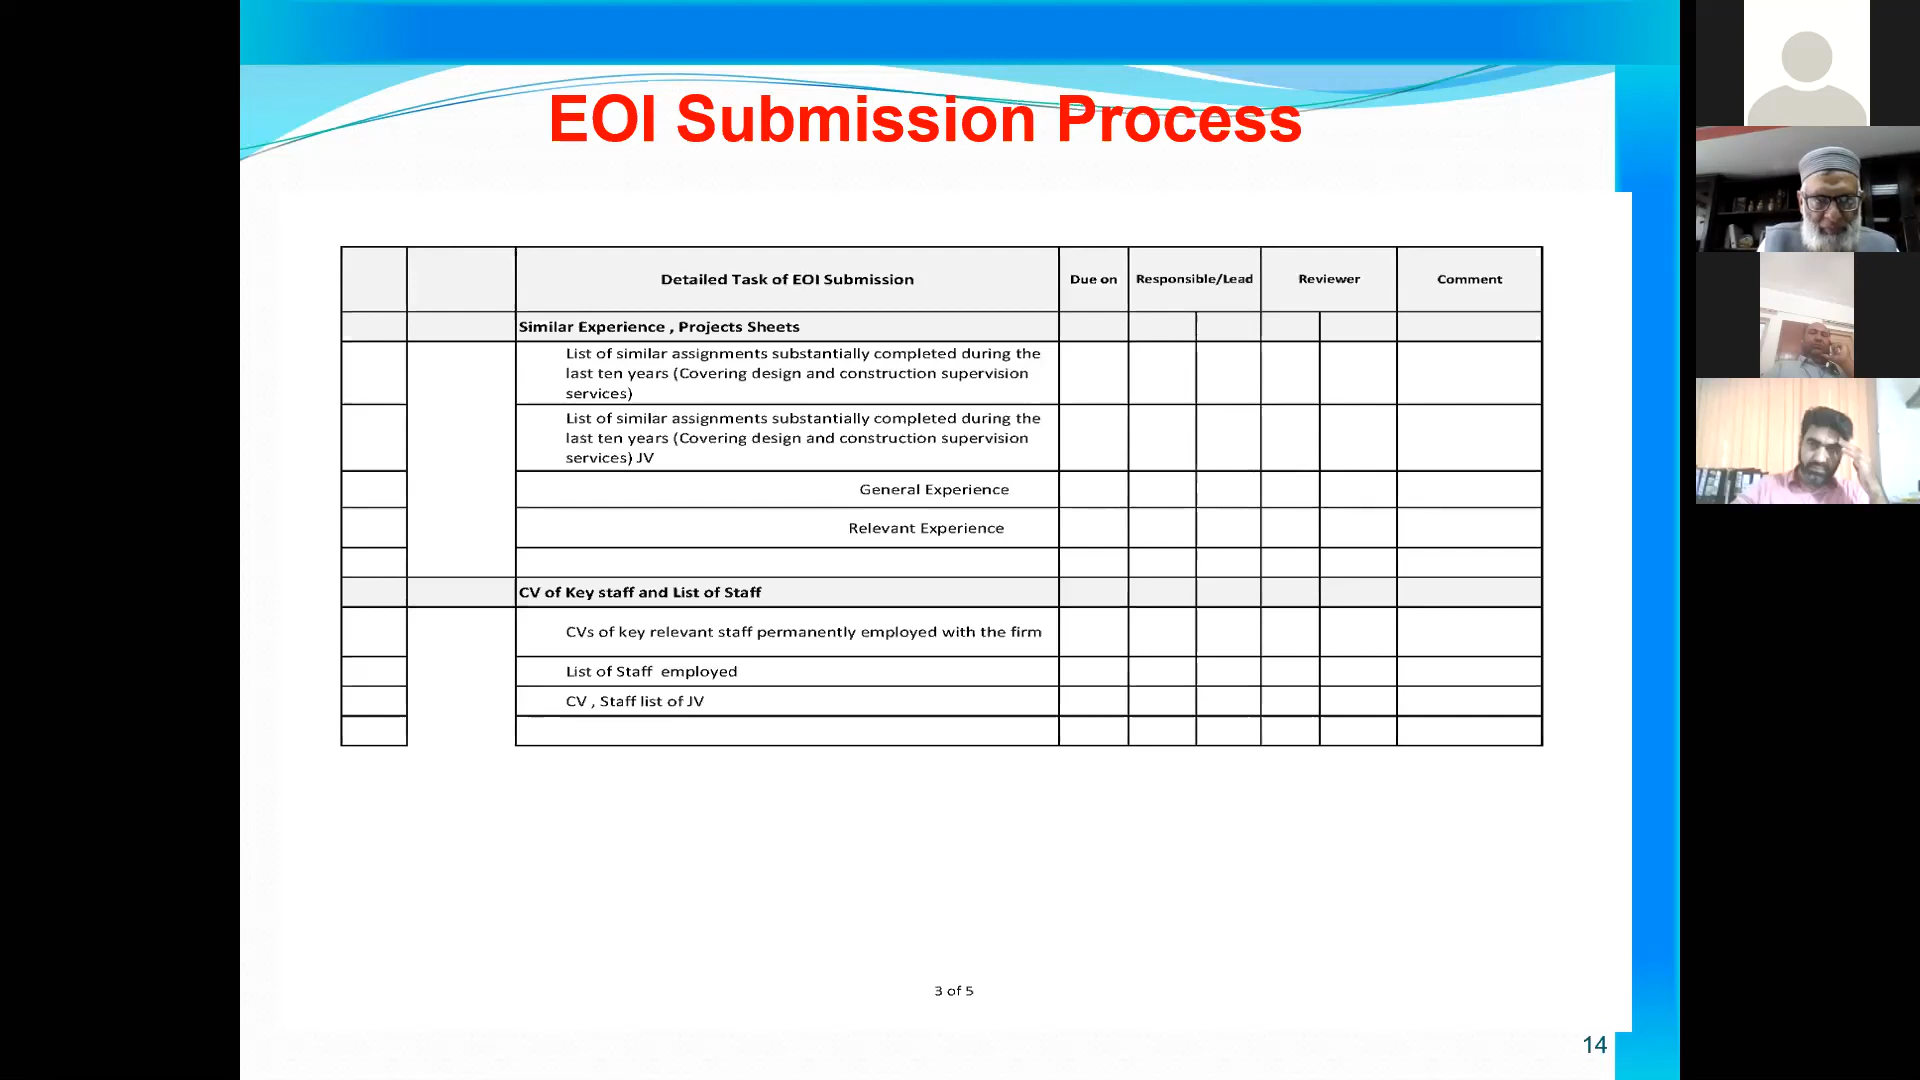 EOI Submission Process
Detailed Task of EOI Submission Due on Responsible/Lead Reviewer Comment
Similar Experience , Projects Sheets
List of similar assignments substantially completed during the
last ten years (Covering design and construction supervision
services)
List of similar assignments substantially completed during the
last ten years (Covering design and construction supervision
services) JV
General Experience
Relevant Experience
CV of Key staff and List of Staff
CVs of key relevant staff permanently employed with the firm
List of Staff employed
CV , Staff list of JV
3 of 5
14